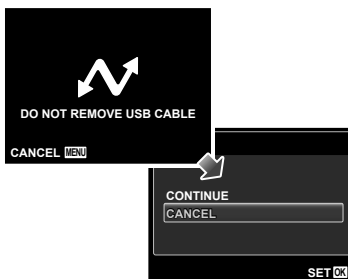 DO NOT REMOVE USB CABLE
CANCEL MENU
CONTINUE
CANCEL
SET OK